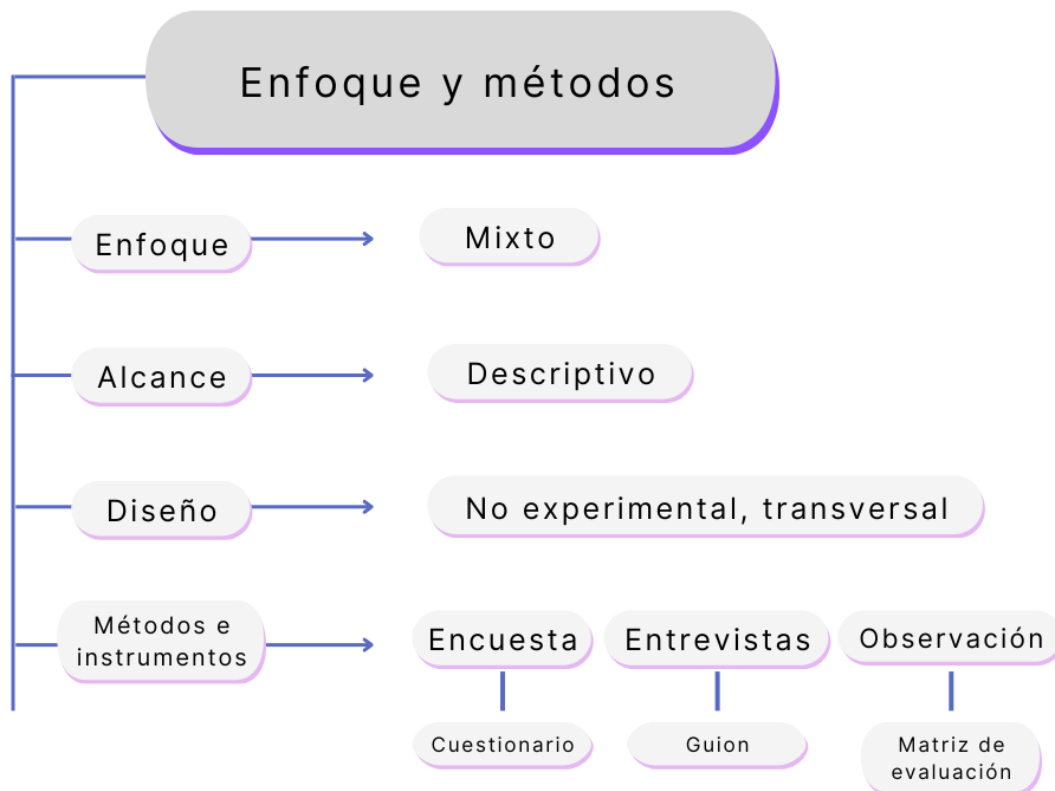 Enfoque y métodos
Enfoque
Mixto
Alcance
Descriptivo
Diseño
No experimental, transversal
Métodos e
instrumentos
Encuesta
Entrevistas
Observación
Cuestionario
Guion
Matriz de
evaluación